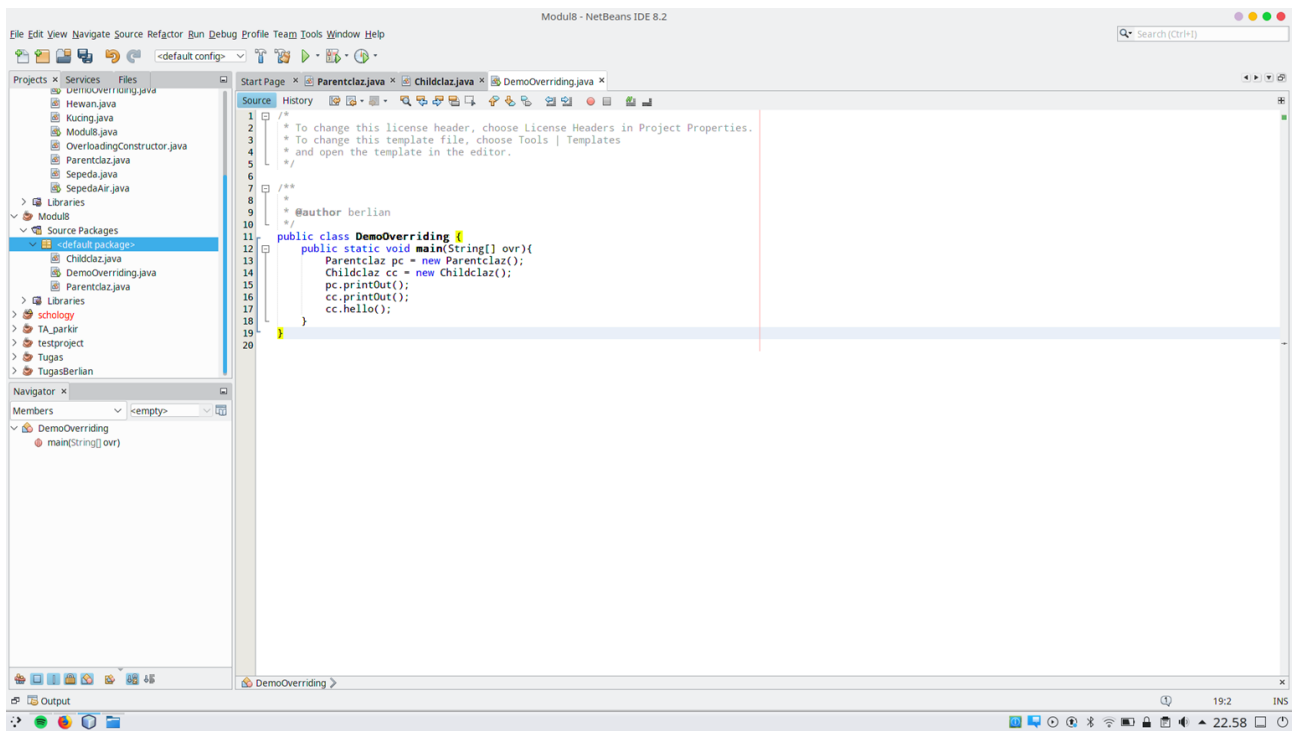 Modul8 - NetBeans IDE 8.2
File Edit View Navigate Source Refactor Run Debug Profile Team Tools Window Help
Search (Ctrl+I)
<default config>
Projects Services Files
Start Page Parentclaz.java Childclaz.java DemoOverriding.java
Source History
DemoOverriding.java
Hewan.java
Kucing.java
Modul8.java
OverloadingConstructor.java
Parentclaz.java
Sepeda.java
SepedaAir.java
Libraries
Modul8
Source Packages
<default package>
Childclaz.java
DemoOverriding.java
Parentclaz.java
Libraries
schology
TA_parkir
testproject
Tugas
TugasBerlian
1 /*
2 * To change this license header, choose License Headers in Project Properties.
3 * To change this template file, choose Tools | Templates
4 * and open the template in the editor.
5 */
6
7 /**
8 *
9 * @author berlian
10 */
11 public class DemoOverriding {
12 public static void main(String[] ovr){
13 Parentclaz pc = new Parentclaz();
14 Childclaz cc = new Childclaz();
15 pc.printOut();
16 cc.printOut();
17 cc.hello();
18 }
19 }
20
Navigator
Members <empty>
DemoOverriding
main(String[] ovr)
DemoOverriding
Output
1 19:2 INS
22.58